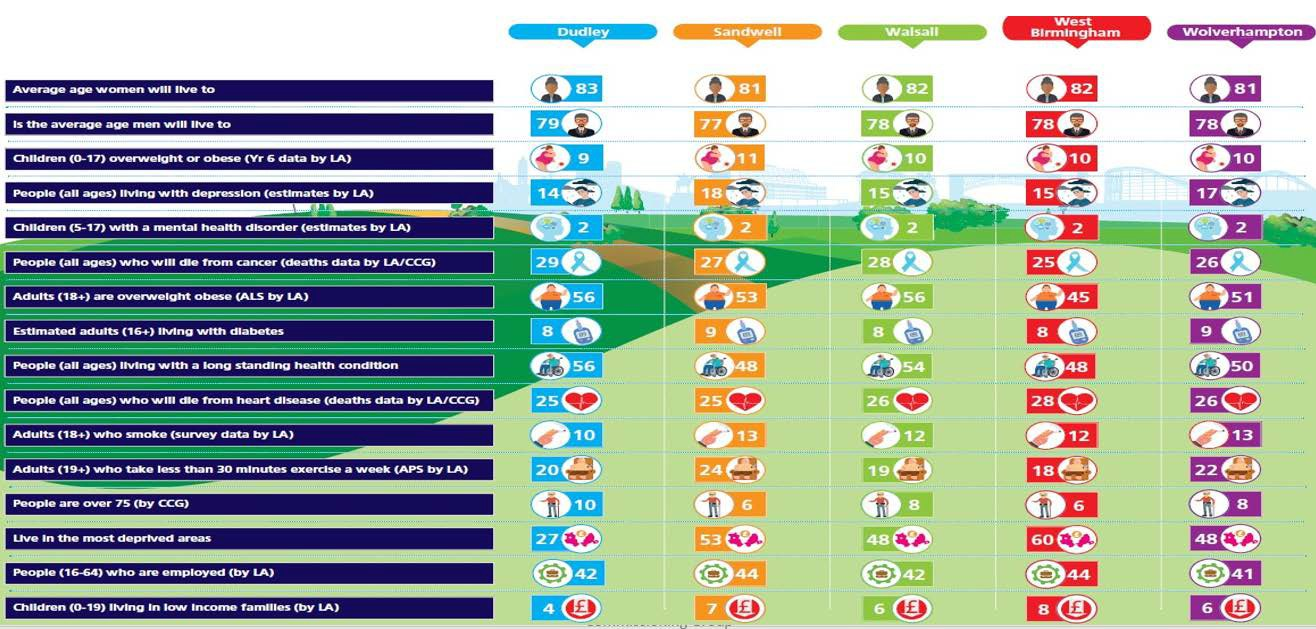 Dudley Sandwell Walsall West Birmingham Wolverhampton
Average age women will live to 83 81 82 82 81
Is the average age men will live to 79 77 78 78 78
Children (0-17) overweight or obese (Yr 6 data by LA) 9 11 10 10 10
People (all ages) living with depression (estimates by LA) 14 18 15 15 17
Children (5-17) with a mental health disorder (estimates by LA) 2 2 2 2 2
People (all ages) who will die from cancer (deaths data by LA/CCG) 29 27 28 25 26
Adults (18+) are overweight obese (ALS by LA) 56 53 56 45 51
Estimated adults (16+) living with diabetes 8 9 8 8 9
People (all ages) living with a long standing health condition 56 48 54 48 50
People (all ages) who will die from heart disease (deaths data by LA/CCG) 25 25 26 28 26
Adults (18+) who smoke (survey data by LA) 10 13 12 12 13
Adults (19+) who take less than 30 minutes exercise a week (APS by LA) 20 24 19 18 22
People are over 75 (by CCG) 10 6 8 6 8
Live in the most deprived areas 27 53 48 60 48
People (16-64) who are employed (by LA) 42 44 42 44 41
Children (0-19) living in low income families (by LA) 4 £ 7 £ 6 £ 8 £ 6 £